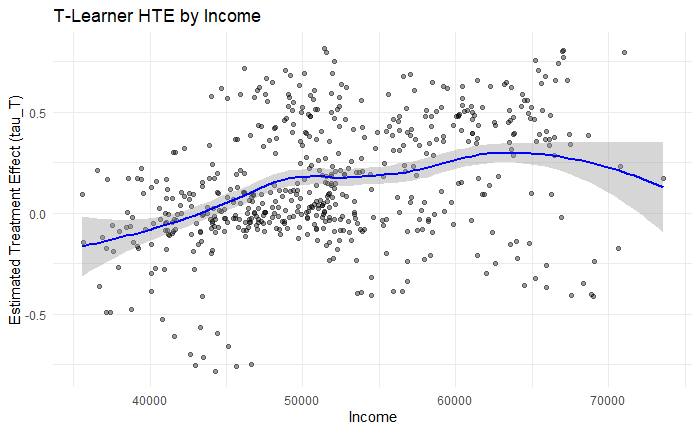 T-Learner HTE by Income
Estimated Treatment Effect (tau_T)
0.5
0.0
-0.5
40000 50000 60000 70000
Income